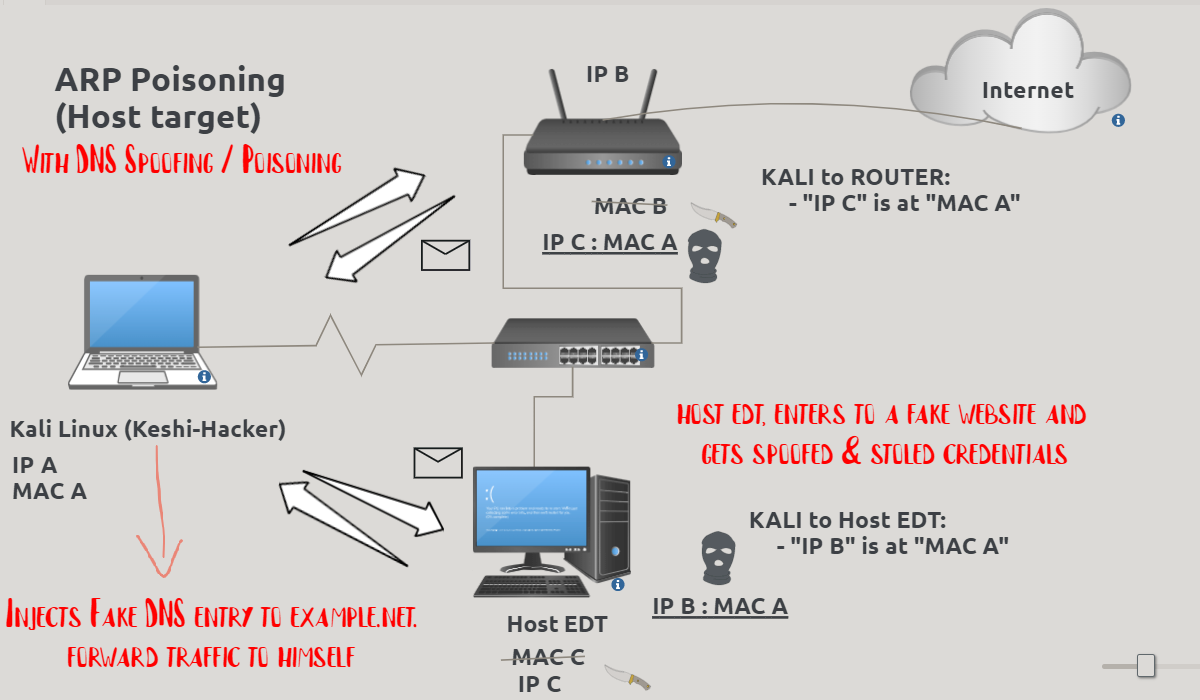 ARP Poisoning
(Host target)
With DNS Spoofing / Poisoning
IP B
Internet
MAC B
IP C : MAC A
KALI to ROUTER:
- "IP C" is at "MAC A"
Kali Linux (Keshi-Hacker)
IP A
MAC A
Host EDT, enters to a fake website and
gets spoofed & stoled credentials
KALI to Host EDT:
- "IP B" is at "MAC A"
IP B : MAC A
:(
Injects Fake DNS entry to example.net.
forward traffic to himself
Host EDT
MAC C
IP C